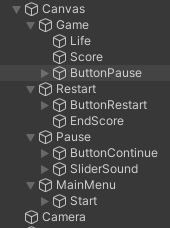 Canvas
Game
Life
Score
ButtonPause
Restart
ButtonRestart
EndScore
Pause
ButtonContinue
SliderSound
MainMenu
Start
Camera